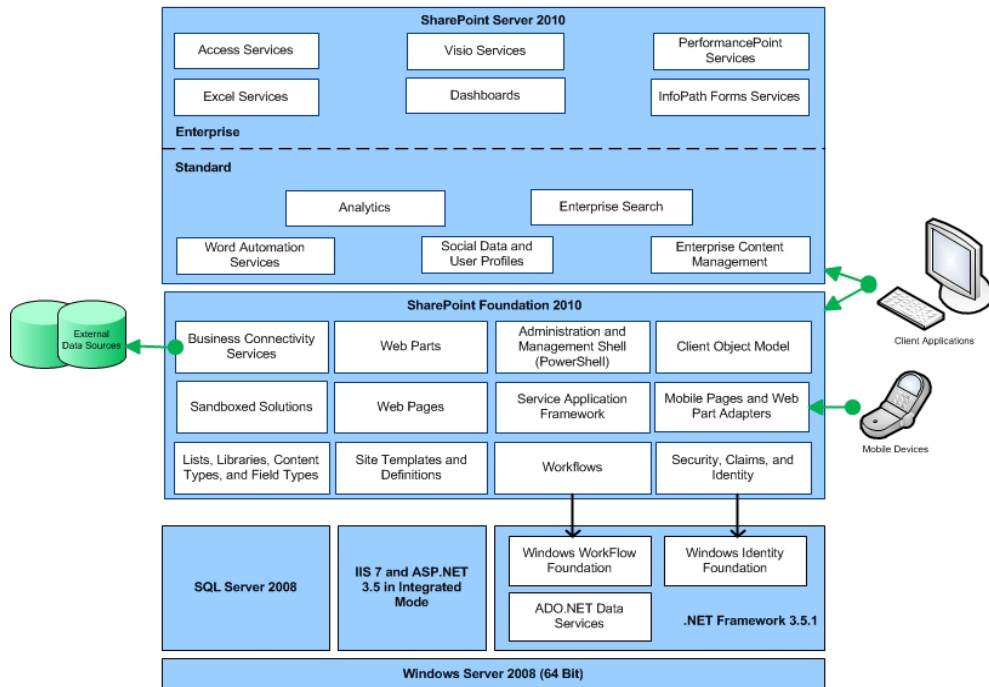 SharePoint Server 2010
Access Services
Visio Services
PerformancePoint
Services
Excel Services
Dashboards
InfoPath Forms Services
Enterprise
Standard
Analytics
Enterprise Search
Word Automation
Services
Social Data and
User Profiles
Enterprise Content
Management
Client Applications
SharePoint Foundation 2010
External
Data Sources
Business Connectivity
Services
Web Parts
Administration and
Management Shell
(PowerShell)
Client Object Model
Sandboxed Solutions
Web Pages
Service Application
Framework
Mobile Pages and Web
Part Adapters
Mobile Devices
Lists, Libraries, Content
Types, and Field Types
Site Templates and
Definitions
Workflows
Security, Claims, and
Identity
SQL Server 2008
IIS 7 and ASP.NET
3.5 in Integrated
Mode
Windows WorkFlow
Foundation
Windows Identity
Foundation
ADO.NET Data
Services
.NET Framework 3.5.1
Windows Server 2008 (64 Bit)